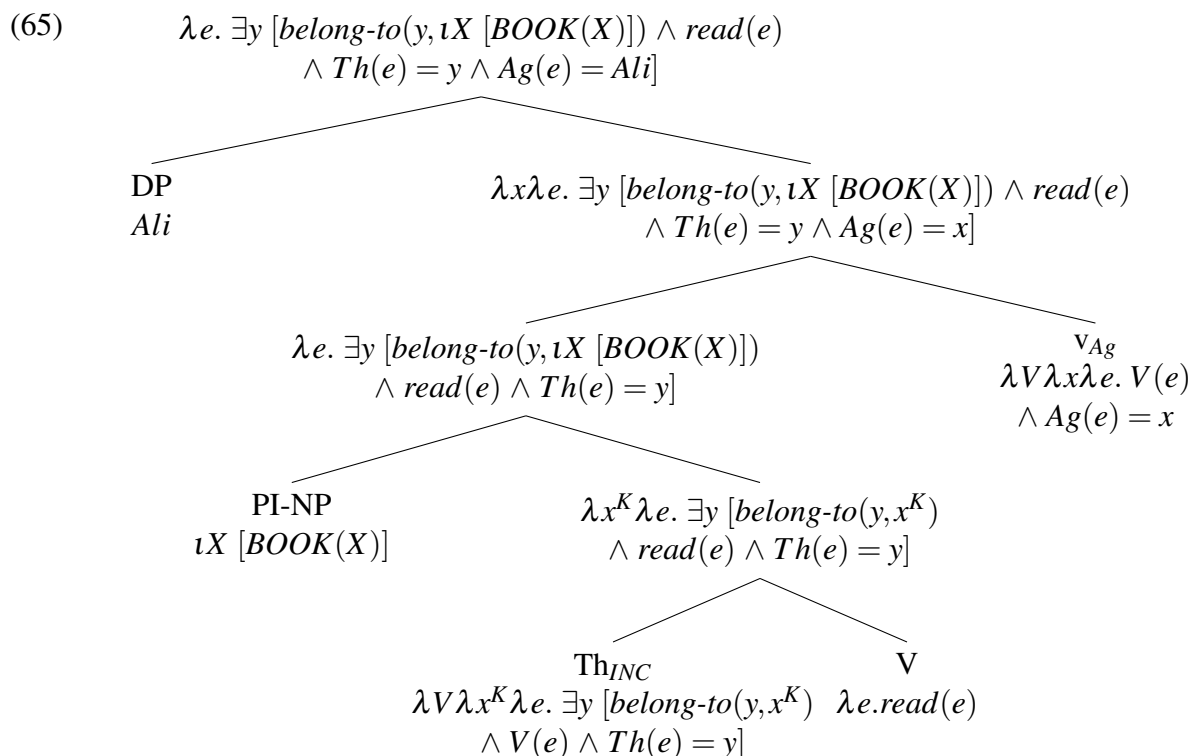 (65)
λe. ∃y [belong-to(y, ιX [BOOK(X)]) ∧ read(e)
∧ Th(e) = y ∧ Ag(e) = Ali]
DP
Ali
λxλe. ∃y [belong-to(y, ιX [BOOK(X)]) ∧ read(e)
∧ Th(e) = y ∧ Ag(e) = x]
λe. ∃y [belong-to(y, ιX [BOOK(X)])
∧ read(e) ∧ Th(e) = y]
v_Ag
λVλxλe. V(e)
∧ Ag(e) = x
PI-NP
ιX [BOOK(X)]
λx^Kλe. ∃y [belong-to(y, x^K)
∧ read(e) ∧ Th(e) = y]
Th_INC
λVλx^Kλe. ∃y [belong-to(y, x^K)
∧ V(e) ∧ Th(e) = y]
V
λe.read(e)